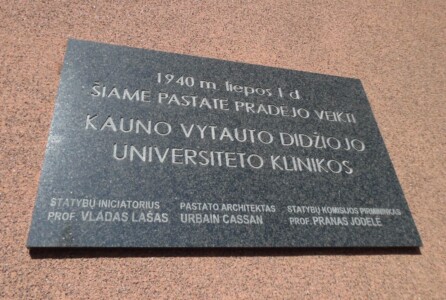 1940 m. liepos 1 d.
ŠIAME PASTATE PRADĖJO VEIKTI
KAUNO VYTAUTO DIDŽIOJO
UNIVERSITETO KLINIKOS
STATYBŲ INICIATORIUS
PROF. VLADAS LAŠAS
PASTATO ARCHITEKTAS
URBAIN CASSAN
STATYBŲ KOMISIJOS PIRMININKAS
PROF. PRANAS JODELĖ